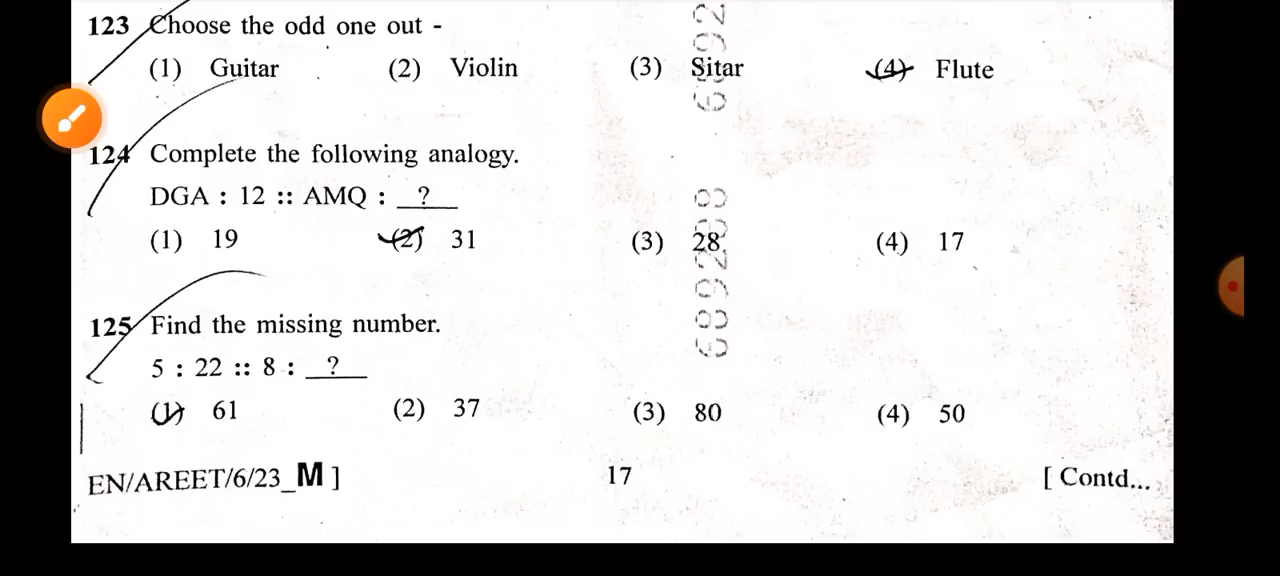 123 Choose the odd one out -
(1) Guitar (2) Violin (3) Sitar (4) Flute
124 Complete the following analogy.
DGA : 12 :: AMQ : ?
(1) 19 (2) 31 (3) 28 (4) 17
125 Find the missing number.
5 : 22 :: 8 : ?
(1) 61 (2) 37 (3) 80 (4) 50
EN/AREET/6/23_M ] 17 [ Contd...